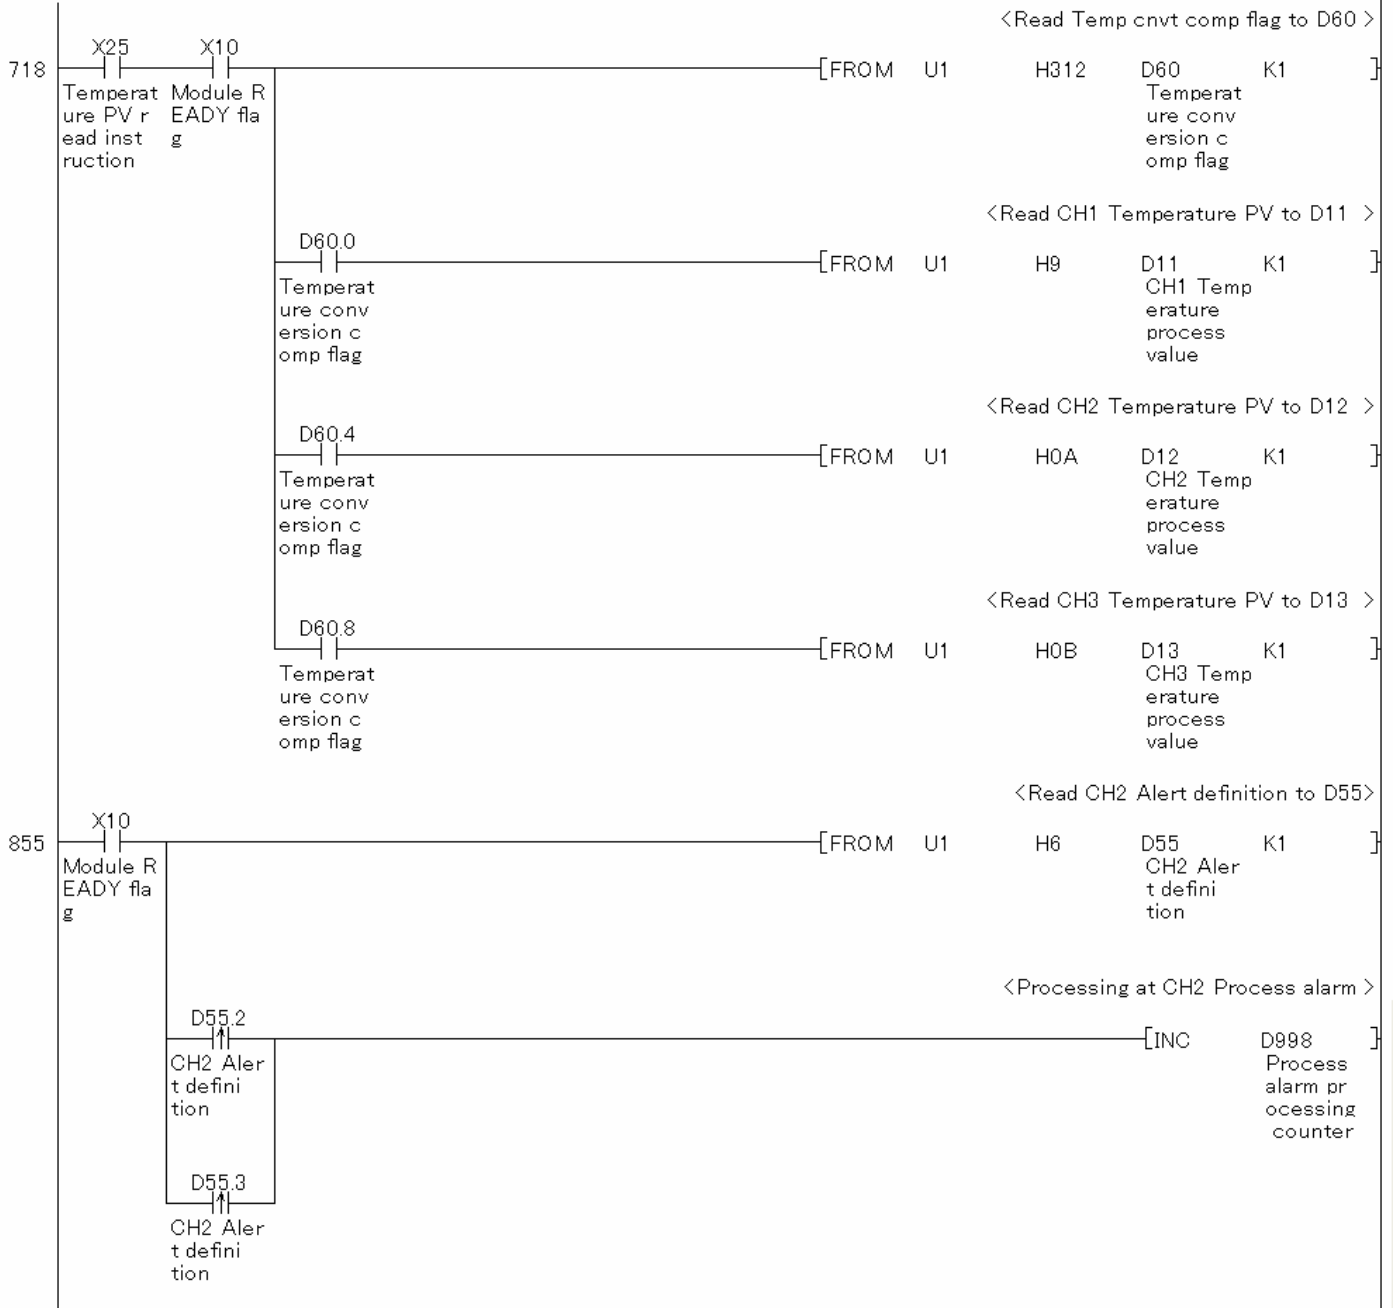 <Read Temp cnvt comp flag to D60 >
X25 X10
718 [FROM U1 H312 D60 K1 ]
Temperat Module R Temperat
ure PV r EADY fla ure conv
ead inst g ersion c
ruction omp flag
<Read CH1 Temperature PV to D11 >
D60.0
[FROM U1 H9 D11 K1 ]
Temperat CH1 Temp
ure conv erature
ersion c process
omp flag value
<Read CH2 Temperature PV to D12 >
D60.4
[FROM U1 H0A D12 K1 ]
Temperat CH2 Temp
ure conv erature
ersion c process
omp flag value
<Read CH3 Temperature PV to D13 >
D60.8
[FROM U1 H0B D13 K1 ]
Temperat CH3 Temp
ure conv erature
ersion c process
omp flag value
<Read CH2 Alert definition to D55>
X10
855 [FROM U1 H6 D55 K1 ]
Module R CH2 Aler
EADY fla t defini
g tion
<Processing at CH2 Process alarm >
D55.2
[INC D998 ]
CH2 Aler Process
t defini alarm pr
tion ocessing
counter
D55.3
CH2 Aler
t defini
tion